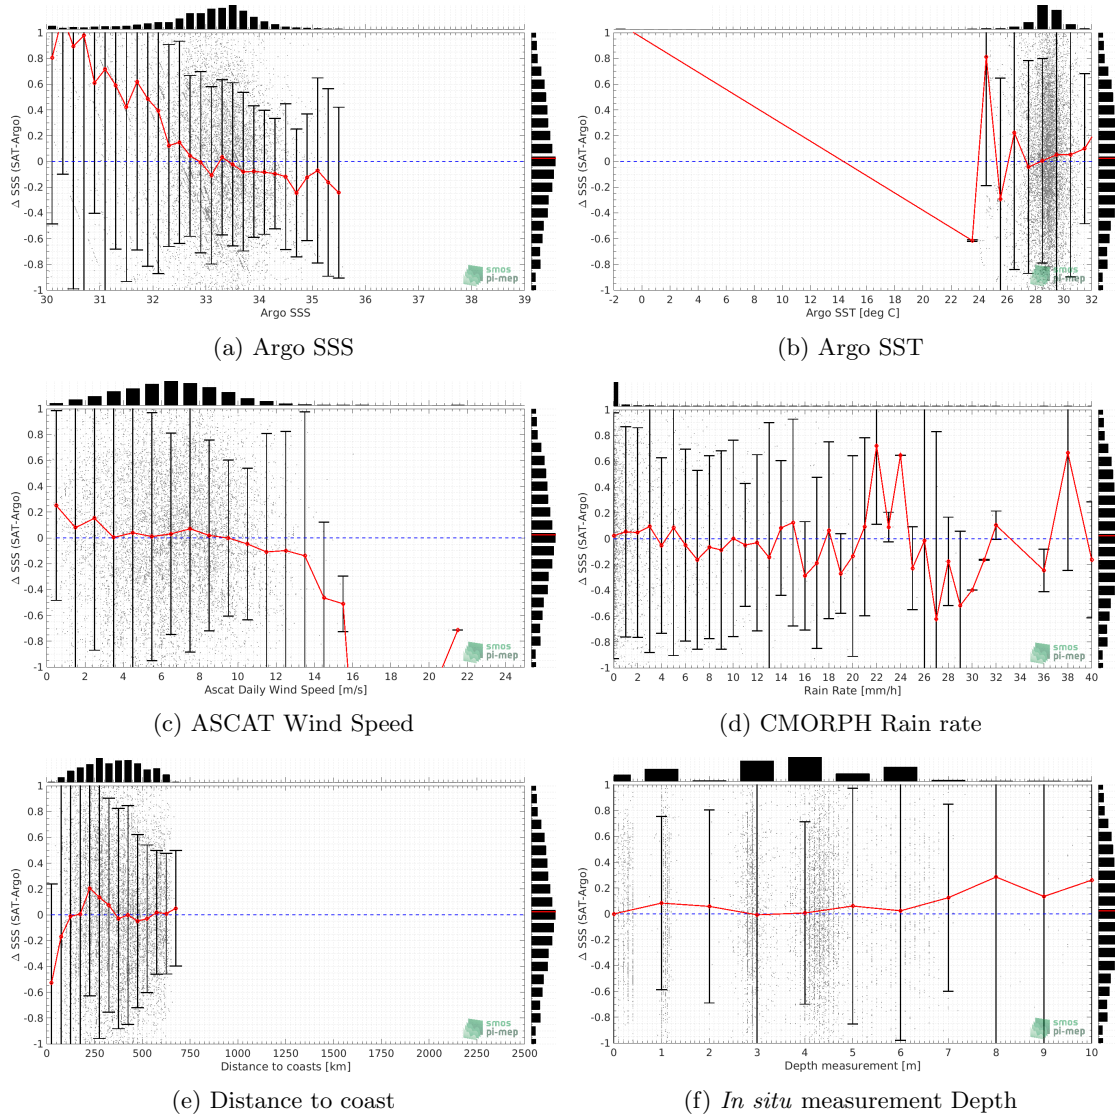 1
0.8
0.6
0.4
0.2
0
-0.2
-0.4
-0.6
-0.8
-1
Δ SSS (SAT-Argo)
30 31 32 33 34 35 36 37 38 39
Argo SSS
smos
pi-mep
(a) Argo SSS
1
0.8
0.6
0.4
0.2
0
-0.2
-0.4
-0.6
-0.8
-1
Δ SSS (SAT-Argo)
-2 0 2 4 6 8 10 12 14 16 18 20 22 24 26 28 30 32
Argo SST [deg C]
smos
pi-mep
(b) Argo SST
1
0.8
0.6
0.4
0.2
0
-0.2
-0.4
-0.6
-0.8
-1
Δ SSS (SAT-Argo)
0 2 4 6 8 10 12 14 16 18 20 22 24
Ascat Daily Wind Speed [m/s]
smos
pi-mep
(c) ASCAT Wind Speed
1
0.8
0.6
0.4
0.2
0
-0.2
-0.4
-0.6
-0.8
-1
Δ SSS (SAT-Argo)
0 2 4 6 8 10 12 14 16 18 20 22 24 26 28 30 32 34 36 38 40
Rain Rate [mm/h]
smos
pi-mep
(d) CMORPH Rain rate
1
0.8
0.6
0.4
0.2
0
-0.2
-0.4
-0.6
-0.8
-1
Δ SSS (SAT-Argo)
0 250 500 750 1000 1250 1500 1750 2000 2250 2500
Distance to coasts [km]
smos
pi-mep
(e) Distance to coast
1
0.8
0.6
0.4
0.2
0
-0.2
-0.4
-0.6
-0.8
-1
Δ SSS (SAT-Argo)
0 1 2 3 4 5 6 7 8 9 10
Depth measurement [m]
smos
pi-mep
(f) In situ measurement Depth